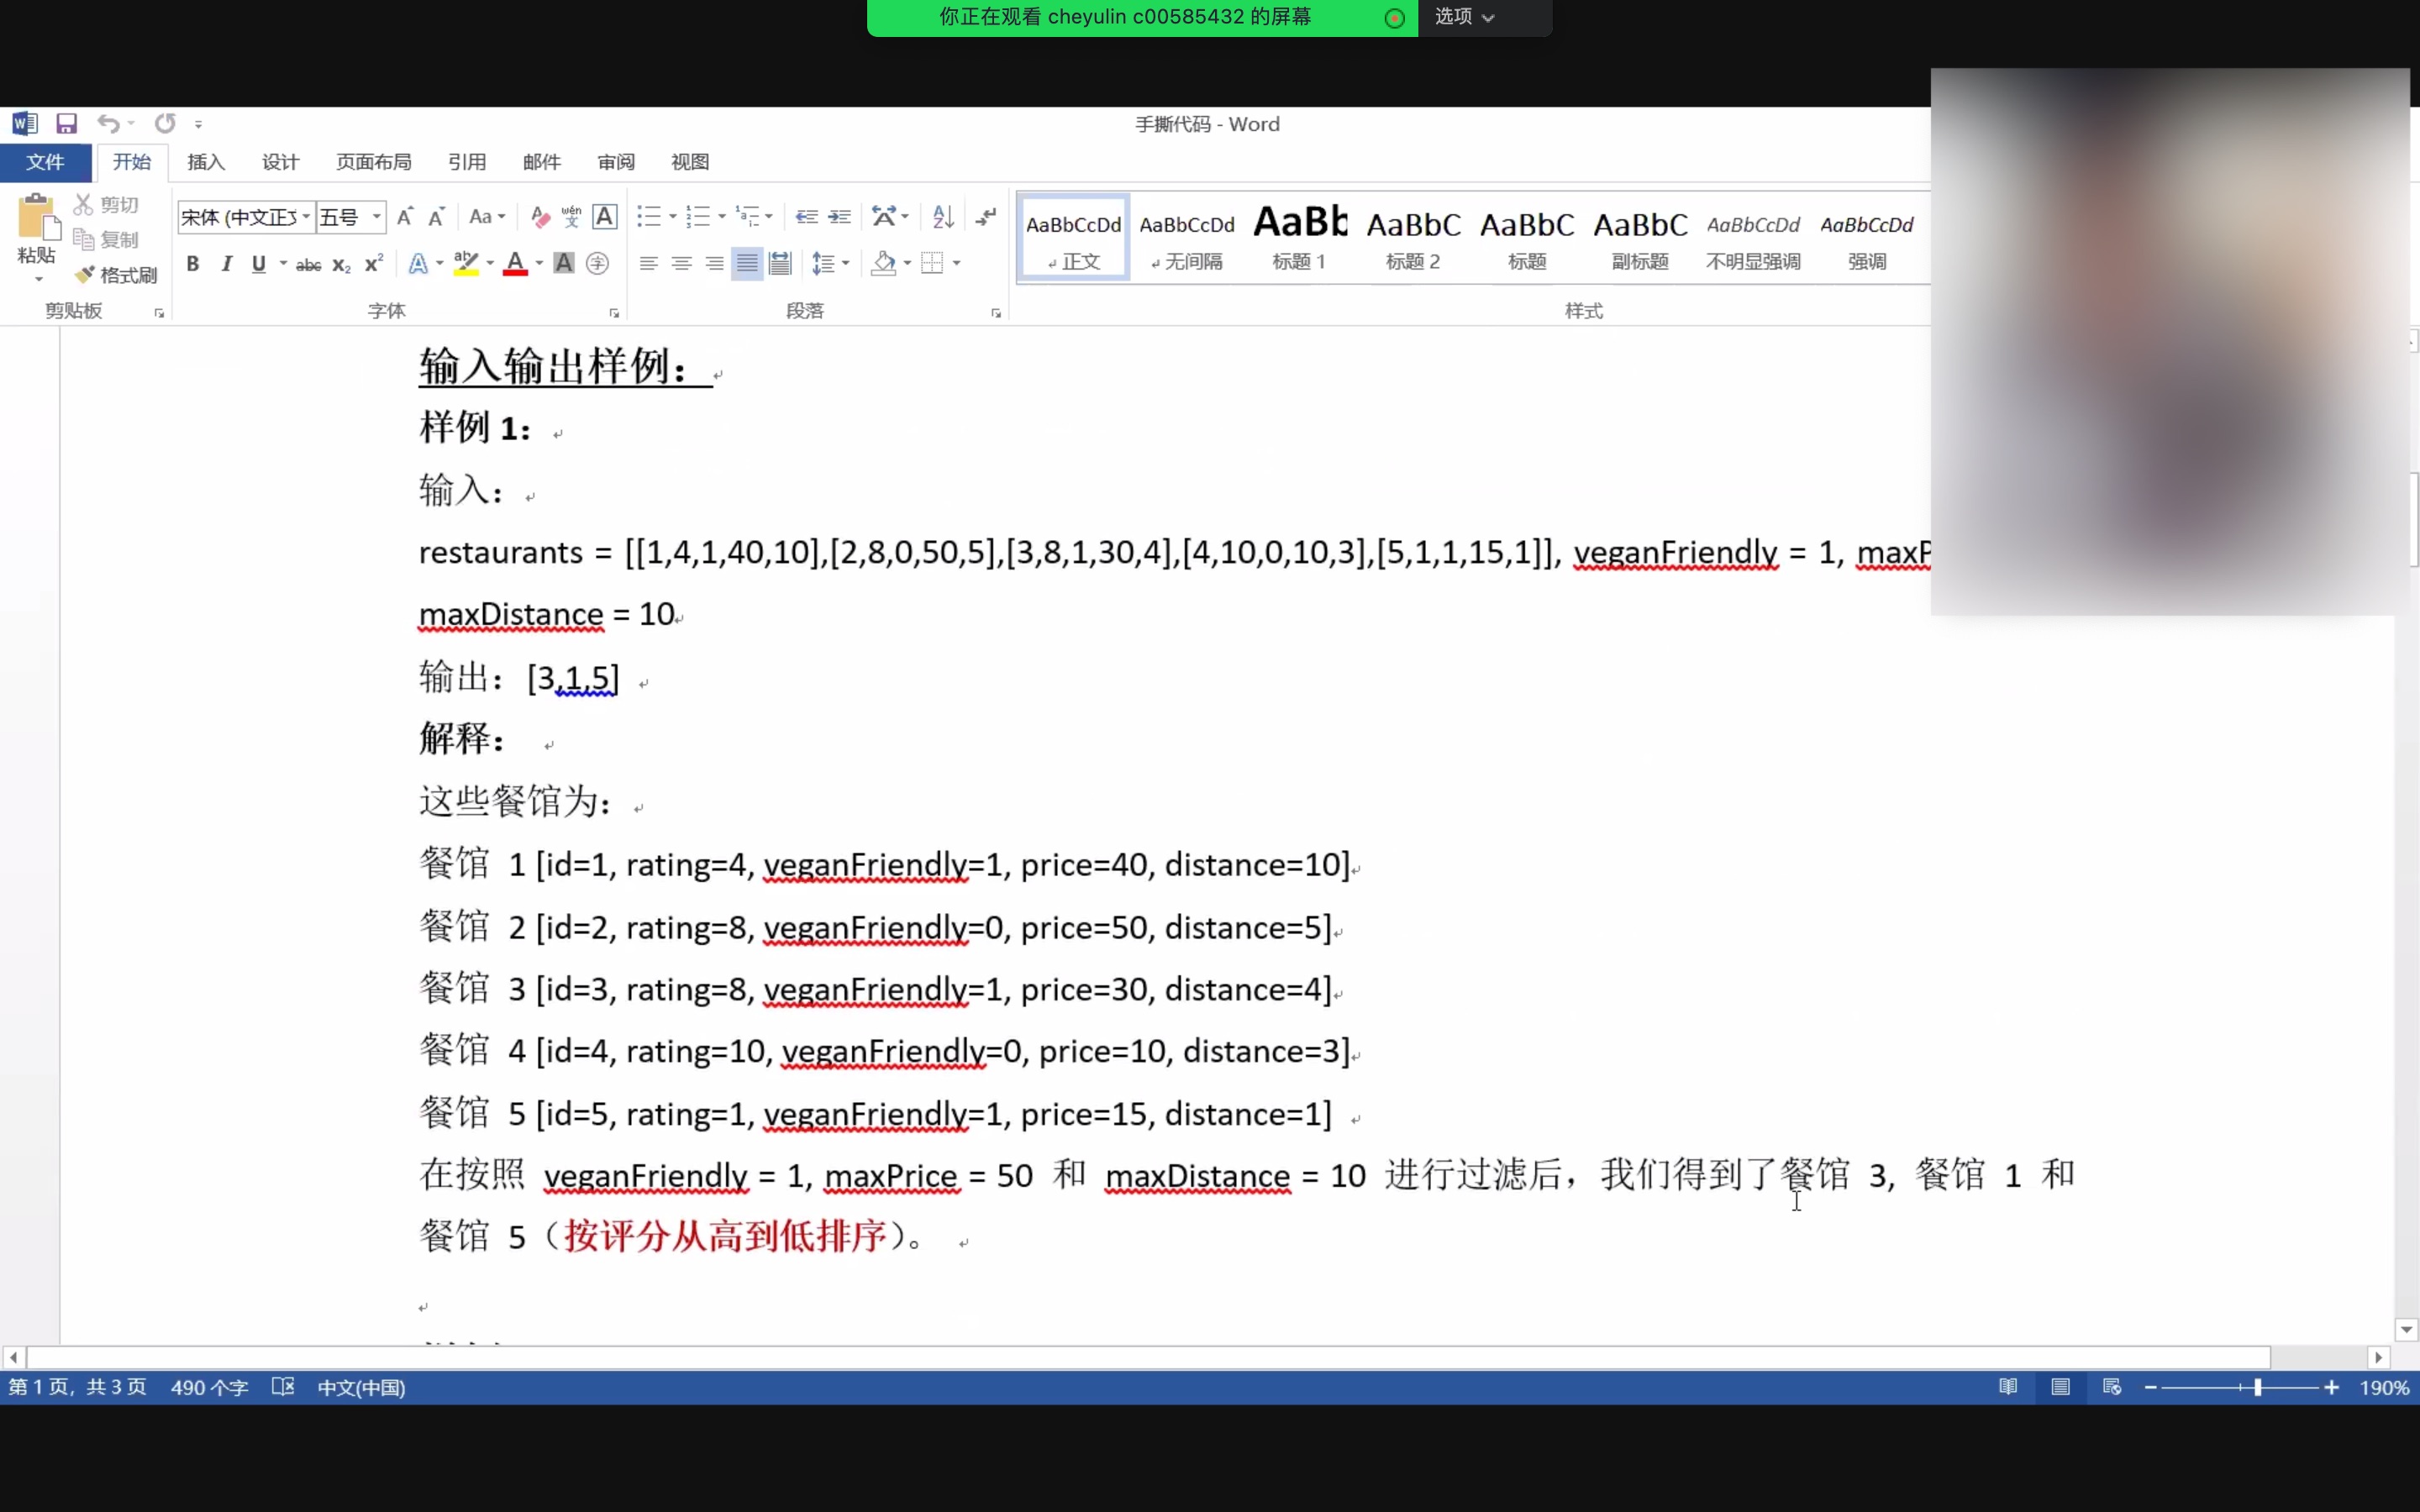 你正在观看 cheyulin c00585432 的屏幕
选项
手撕代码 - Word
文件 开始 插入 设计 页面布局 引用 邮件 审阅 视图
剪切
复制
粘贴
格式刷
剪贴板
宋体 (中文正文 五号
字体
段落
AaBbCcDd AaBbCcDd AaBb AaBbC AaBbC AaBbC AaBbCcDd AaBbCcDd
正文 无间隔 标题 1 标题 2 标题 副标题 不明显强调 强调
样式
输入输出样例：
样例 1：
输入：
restaurants = [[1,4,1,40,10],[2,8,0,50,5],[3,8,1,30,4],[4,10,0,10,3],[5,1,1,15,1]], veganFriendly = 1, maxP
maxDistance = 10
输出：[3,1,5]
解释：
这些餐馆为：
餐馆 1 [id=1, rating=4, veganFriendly=1, price=40, distance=10]
餐馆 2 [id=2, rating=8, veganFriendly=0, price=50, distance=5]
餐馆 3 [id=3, rating=8, veganFriendly=1, price=30, distance=4]
餐馆 4 [id=4, rating=10, veganFriendly=0, price=10, distance=3]
餐馆 5 [id=5, rating=1, veganFriendly=1, price=15, distance=1]
在按照 veganFriendly = 1, maxPrice = 50 和 maxDistance = 10 进行过滤后，我们得到了餐馆 3, 餐馆 1 和
餐馆 5（按评分从高到低排序）。
第 1 页，共 3 页 490 个字 中文(中国) 190%